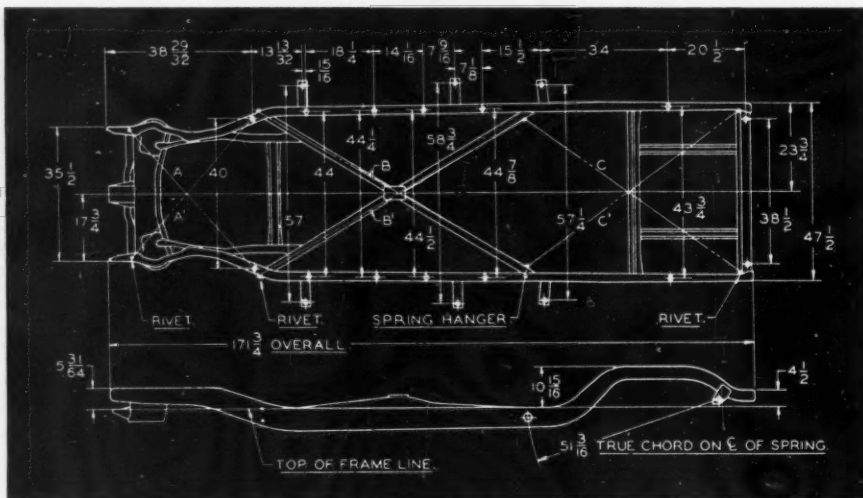 38 29/32
13 13/32
18 1/4
14 1/16
7 9/16
15 1/2
34
20 1/2
15/16
7 1/8
35 1/2
17 3/4
A
A'
40
57
44
44 1/4
B
B'
58 3/4
44 1/2
44 7/8
57 1/4
C
C'
43 3/4
23 3/4
38 1/2
47 1/2
RIVET.
RIVET.
SPRING HANGER
RIVET.
171 3/4 OVERALL
5 31/64
10 15/16
4 1/2
51 3/16 TRUE CHORD ON ℄ OF SPRING.
TOP OF FRAME LINE.